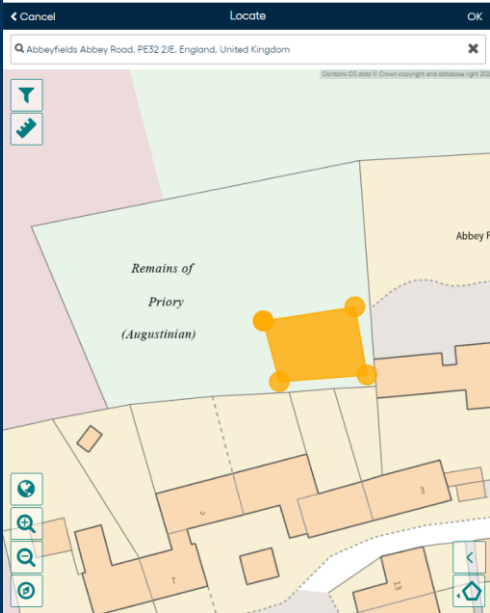 Cancel
Locate
OK
Abbeyfields Abbey Road, PE32 2JE, England, United Kingdom
Contains OS data © Crown copyright and database right 202
Abbey F
Remains of
Priory
(Augustinian)
3
7
13